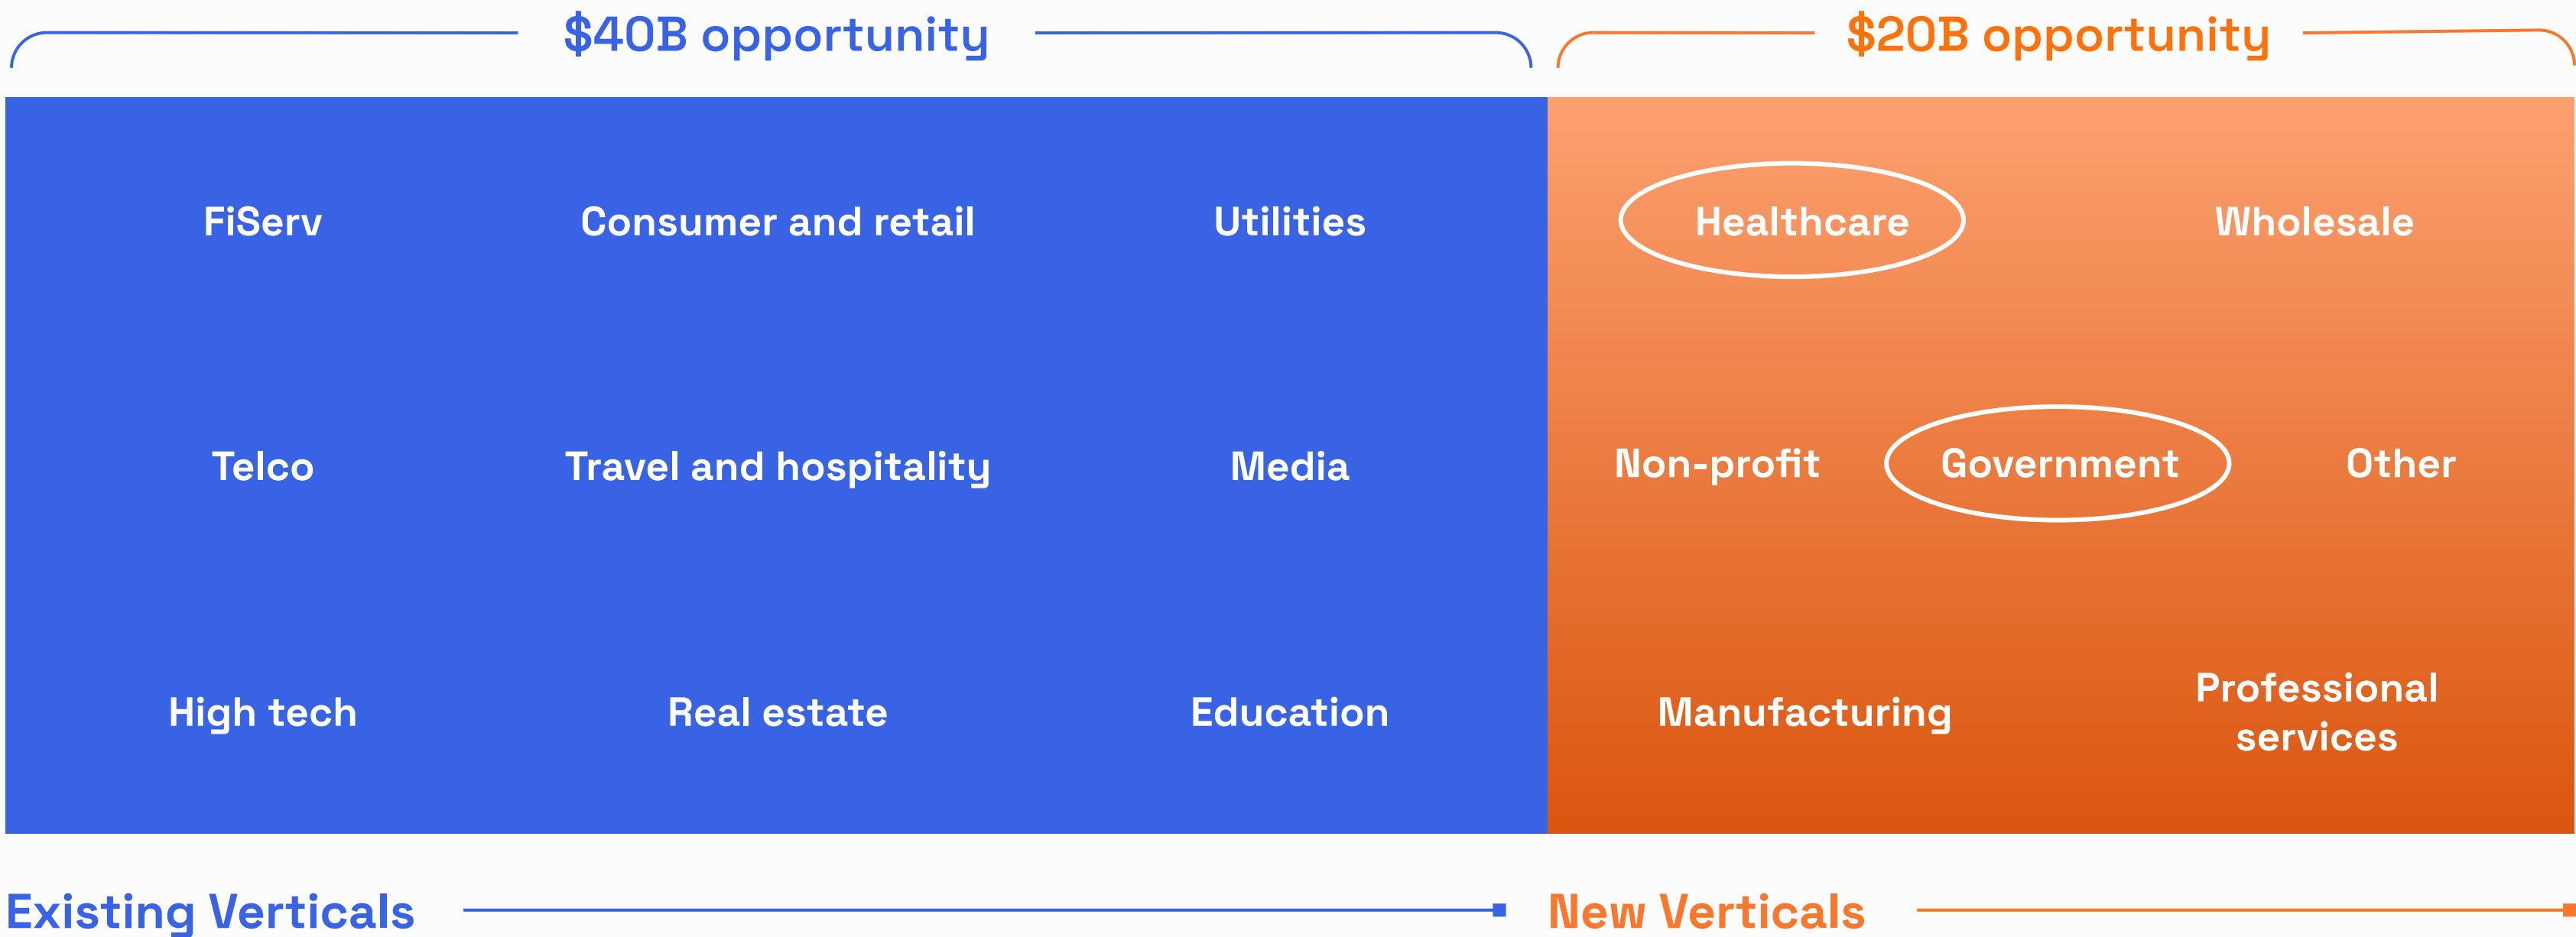 $40B opportunity
$20B opportunity
FiServ
Consumer and retail
Utilities
Healthcare
Wholesale
Telco
Travel and hospitality
Media
Non-profit
Government
Other
High tech
Real estate
Education
Manufacturing
Professional
services
Existing Verticals
New Verticals